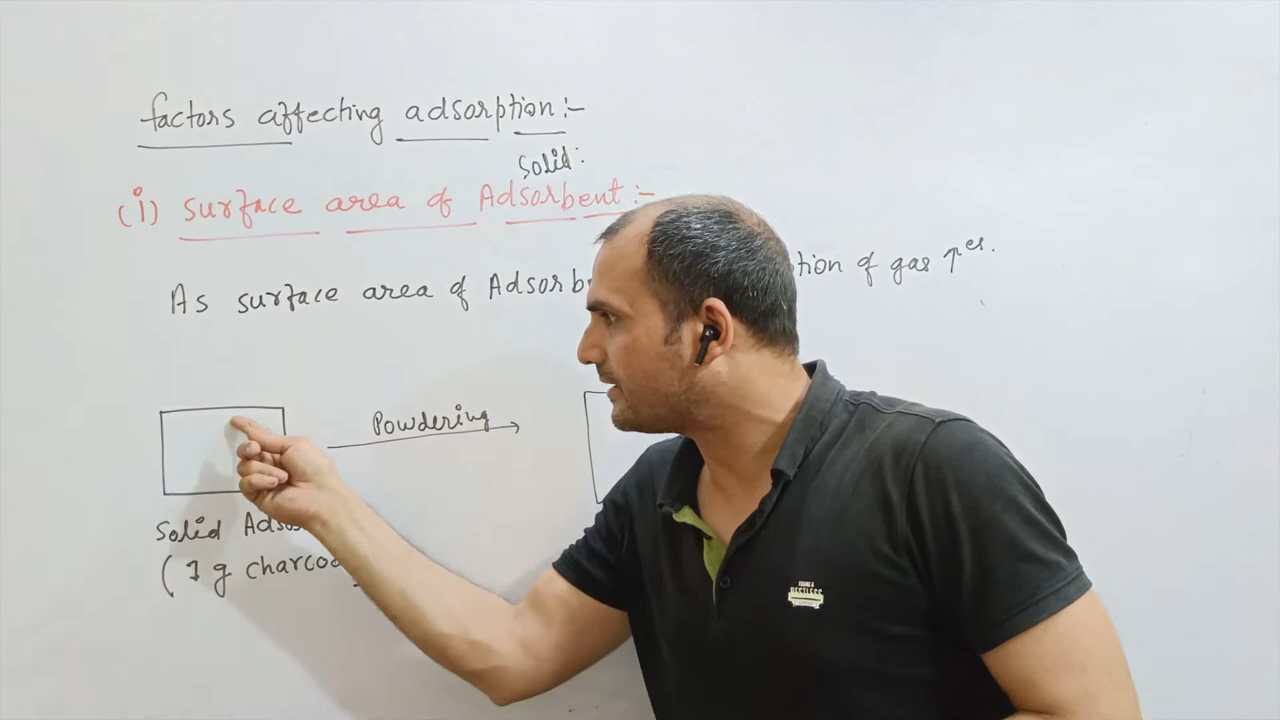 factors affecting adsorption:-
Solid:
(i) surface area of Adsorbent:-
As surface area of Adsorb tion of gas ↑es.
Powdering
Solid Adso
(1 g charcoa